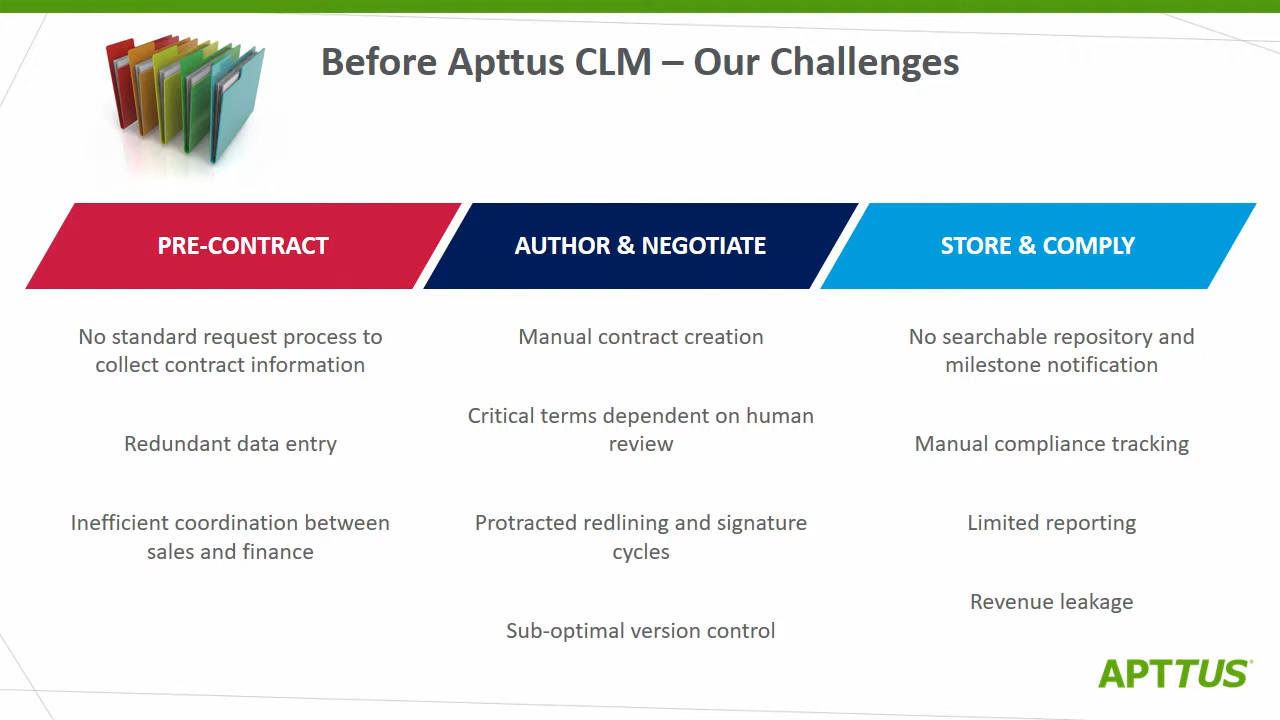 Before Apttus CLM – Our Challenges
PRE-CONTRACT
No standard request process to
collect contract information
Redundant data entry
Inefficient coordination between
sales and finance
AUTHOR & NEGOTIATE
Manual contract creation
Critical terms dependent on human
review
Protracted redlining and signature
cycles
Sub-optimal version control
STORE & COMPLY
No searchable repository and
milestone notification
Manual compliance tracking
Limited reporting
Revenue leakage
APTTUS®